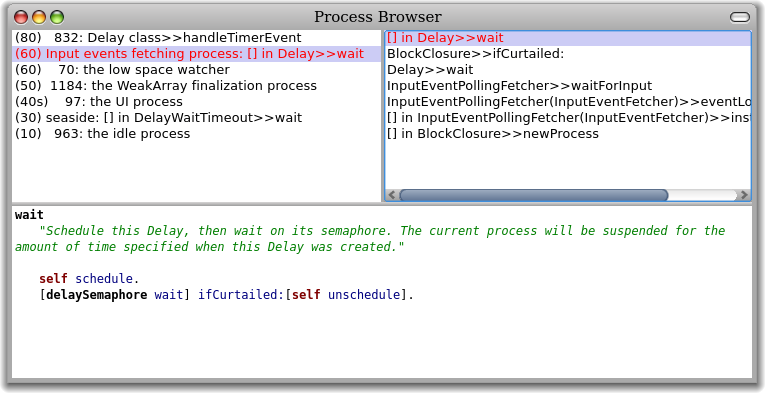 Process Browser
(80) 832: Delay class>>handleTimerEvent
(60) Input events fetching process: [] in Delay>>wait
(60) 70: the low space watcher
(50) 1184: the WeakArray finalization process
(40s) 97: the UI process
(30) seaside: [] in DelayWaitTimeout>>wait
(10) 963: the idle process
[] in Delay>>wait
BlockClosure>>ifCurtailed:
Delay>>wait
InputEventPollingFetcher>>waitForInput
InputEventPollingFetcher(InputEventFetcher)>>eventLo
[] in InputEventPollingFetcher(InputEventFetcher)>>inst
[] in BlockClosure>>newProcess
wait
"Schedule this Delay, then wait on its semaphore. The current process will be suspended for the
amount of time specified when this Delay was created."
self schedule.
[delaySemaphore wait] ifCurtailed:[self unschedule].